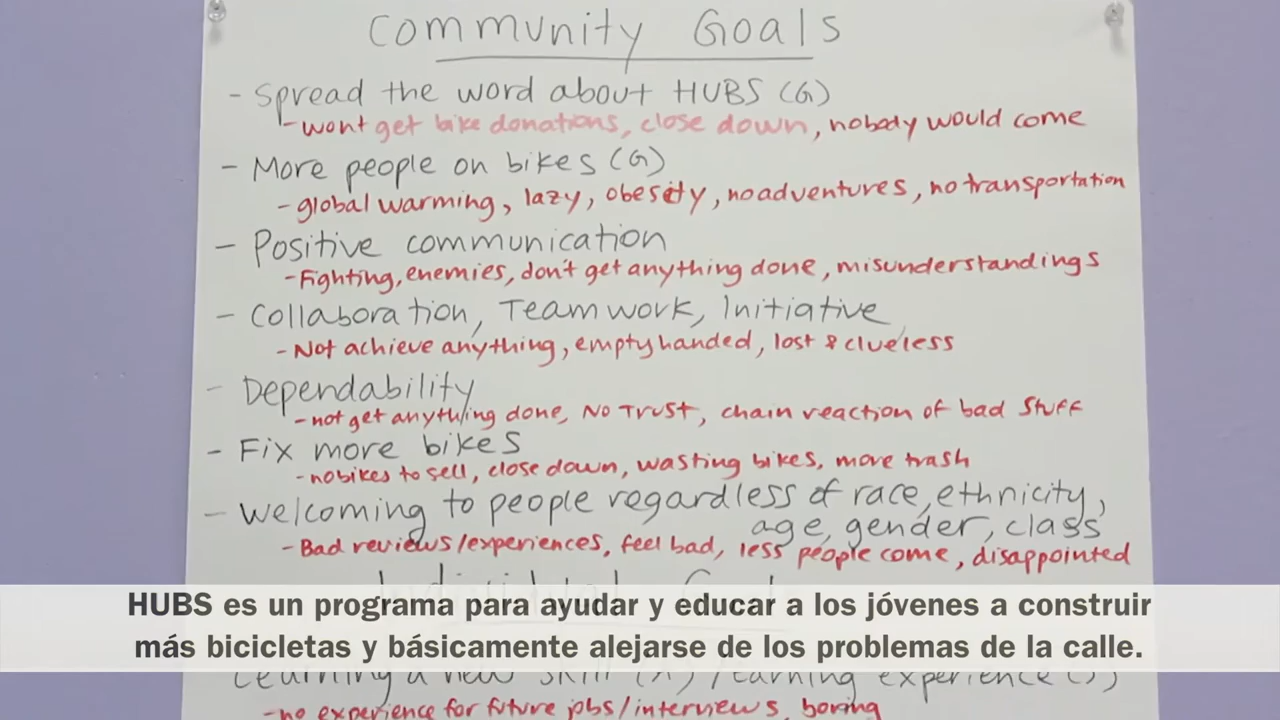 Community Goals
- Spread the word about HUBS (G)
- wont get bike donations, close down, nobody would come
- More people on bikes (G)
- global warming, lazy, obesity, no adventures, no transportation
- Positive communication
- Fighting, enemies, don't get anything done, misunderstandings
- Collaboration, Teamwork, Initiative
- Not achieve anything, empty handed, lost & clueless
- Dependability
- not get anything done, No Trust, chain reaction of bad stuff
- Fix more bikes
- no bikes to sell, close down, wasting bikes, more trash
- Welcoming to people regardless of race, ethnicity,
age, gender, class
- Bad reviews/experiences, feel bad, less people come, disappointed
HUBS es un programa para ayudar y educar a los jóvenes a construir
más bicicletas y básicamente alejarse de los problemas de la calle.
Learning a new skill experience
- no experience for future jobs/interviews, boring